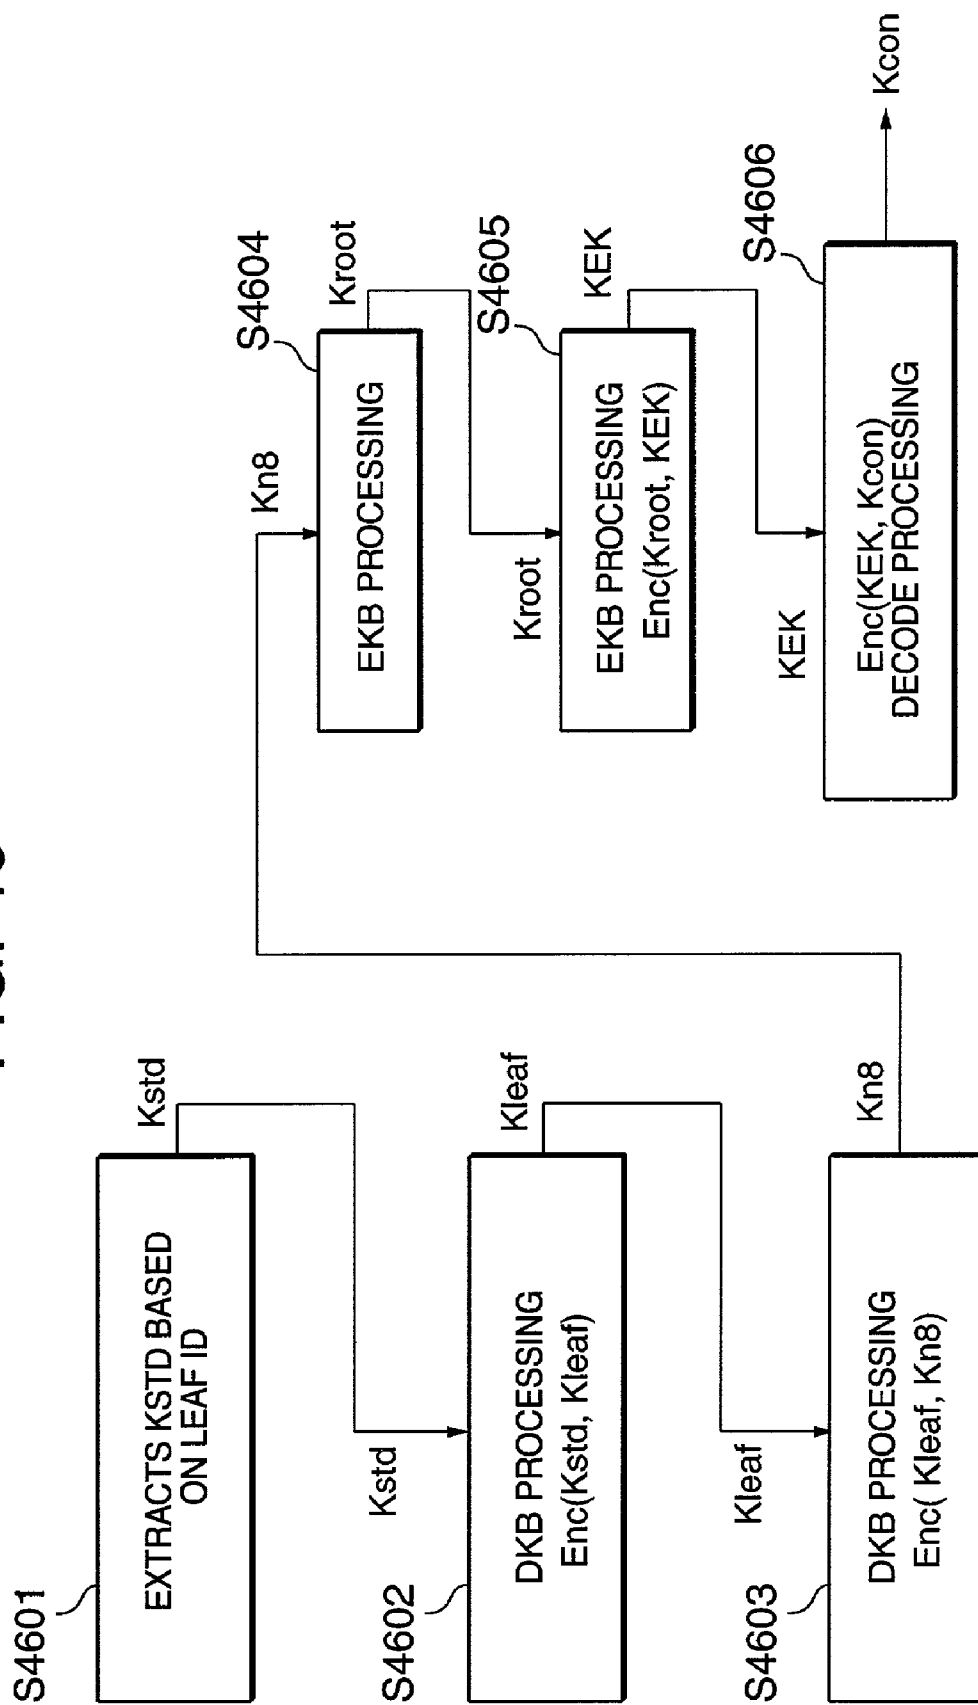 S4601
EXTRACTS KSTD BASED
ON LEAF ID
Kstd
Kstd
S4602
DKB PROCESSING
Enc(Kstd, Kleaf)
Kleaf
Kleaf
S4603
DKB PROCESSING
Enc( Kleaf, Kn8)
Kn8
Kn8
S4604
EKB PROCESSING
Kroot
Kroot
S4605
EKB PROCESSING
Enc(Kroot, KEK)
KEK
KEK
S4606
Enc(KEK, Kcon)
DECODE PROCESSING
Kcon